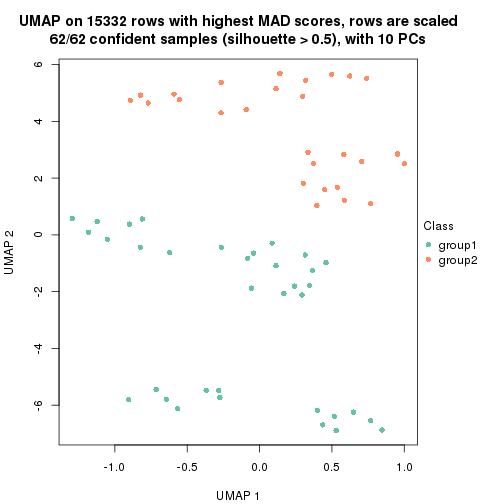 UMAP on 15332 rows with highest MAD scores, rows are scaled
62/62 confident samples (silhouette > 0.5), with 10 PCs
6
4
2
0
-2
-4
-6
UMAP 2
-1.0
-0.5
0.0
0.5
1.0
UMAP 1
Class
group1
group2